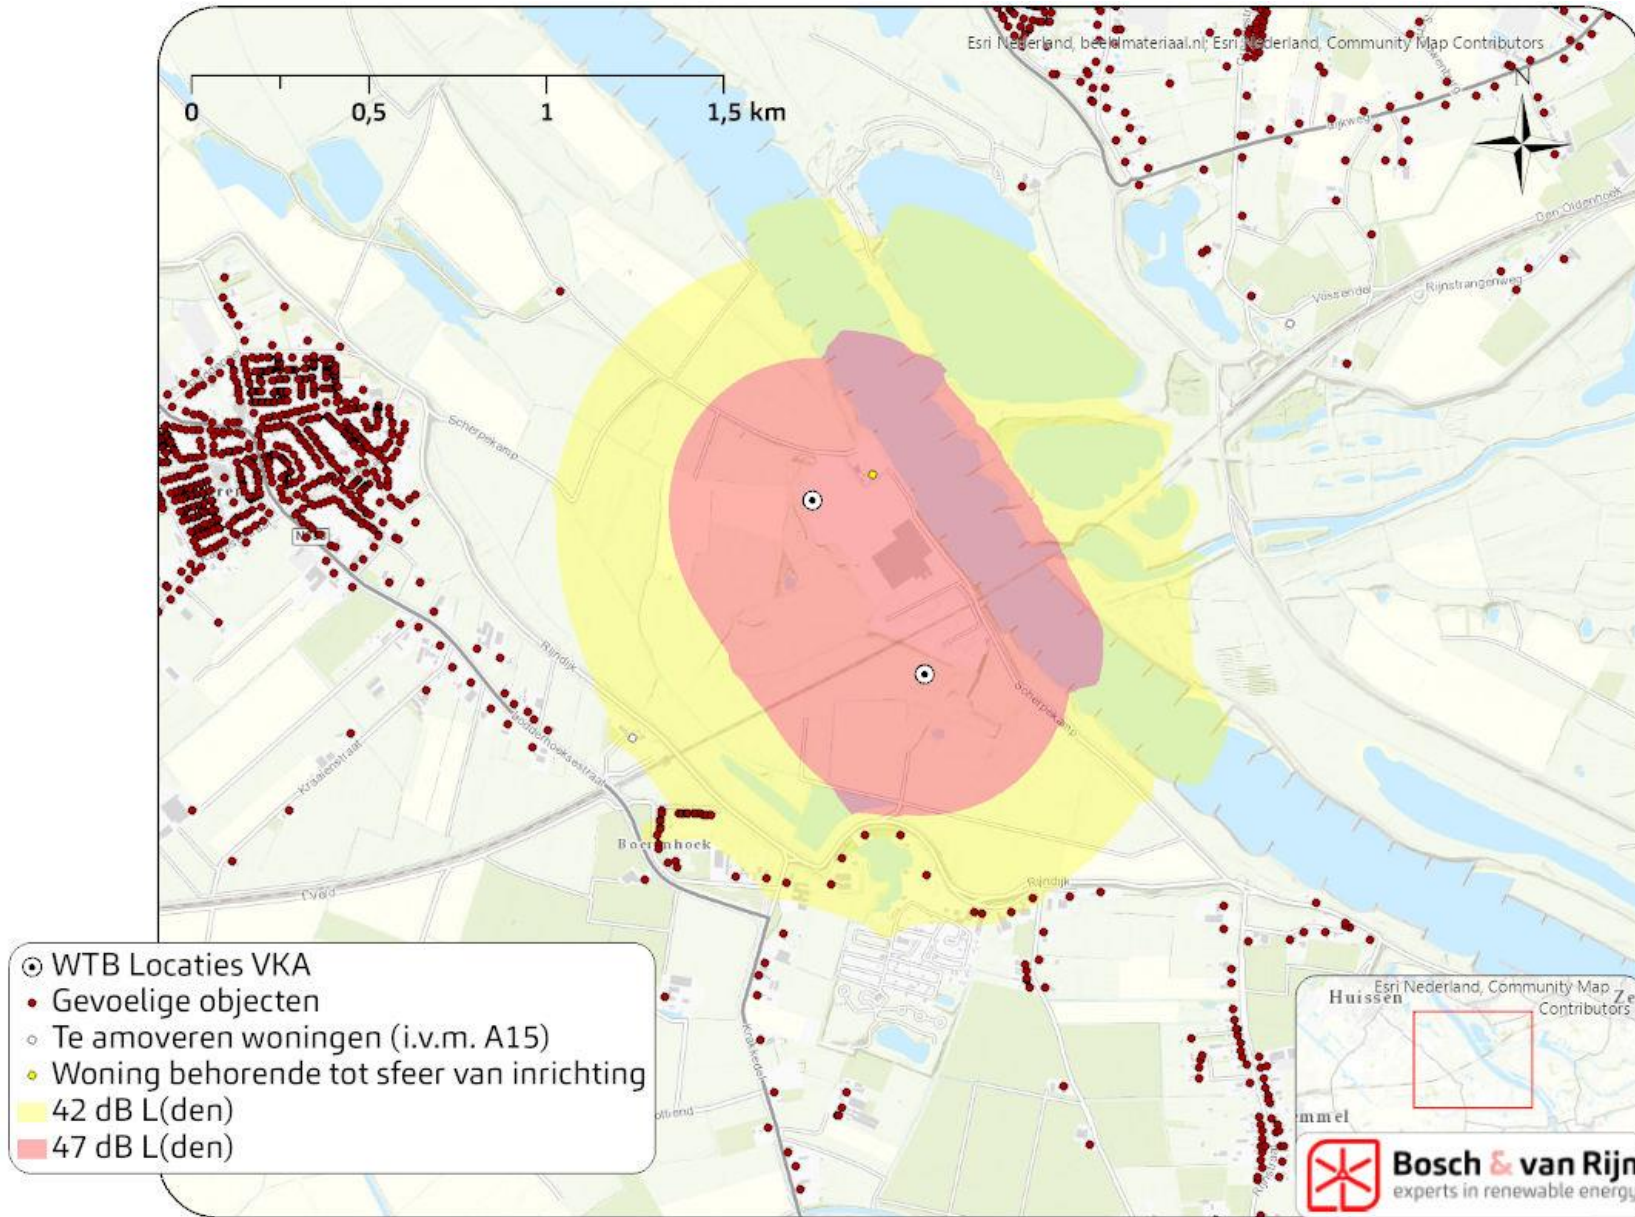 Esri Nederland, beeldmateriaal.nl; Esri Nederland, Community Map Contributors
0 0,5 1 1,5 km
N
Dijkweg
Den Oldenhoek
Vossendel
Rijnstrangenweg
Scherpekamp
Rijndijk
Scherpekamp
Kraaienstraat
Boerenhoek
Rijndijk
Krakkedel
WTB Locaties VKA
Gevoelige objecten
Te amoveren woningen (i.v.m. A15)
Woning behorende tot sfeer van inrichting
42 dB L(den)
47 dB L(den)
Esri Nederland, Community Map
Contributors
Huissen Ze
emmel
Bosch & van Rijn
experts in renewable energy